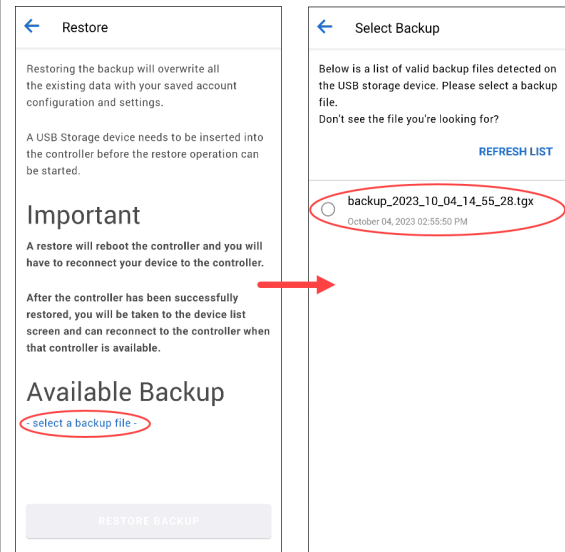 Restore
Restoring the backup will overwrite all
the existing data with your saved account
configuration and settings.
A USB Storage device needs to be inserted into
the controller before the restore operation can
be started.
Important
A restore will reboot the controller and you will
have to reconnect your device to the controller.
After the controller has been successfully
restored, you will be taken to the device list
screen and can reconnect to the controller when
that controller is available.
Available Backup
- select a backup file -
RESTORE BACKUP
Select Backup
Below is a list of valid backup files detected on
the USB storage device. Please select a backup
file.
Don't see the file you're looking for?
REFRESH LIST
backup_2023_10_04_14_55_28.tgx
October 04, 2023 02:55:50 PM